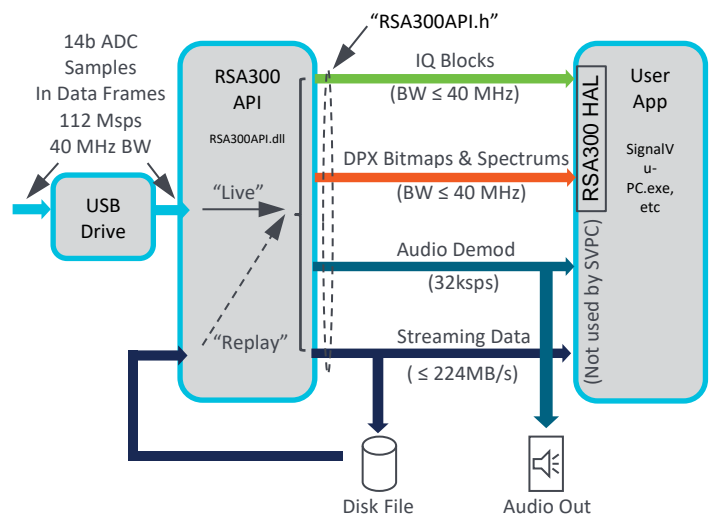 "RSA300API.h"
14b ADC
Samples
In Data Frames
112 Msps
40 MHz BW
USB
Drive
RSA300
API
RSA300API.dll
"Live"
"Replay"
IQ Blocks
(BW ≤ 40 MHz)
DPX Bitmaps & Spectrums
(BW ≤ 40 MHz)
Audio Demod
(32ksps)
Streaming Data
( ≤ 224MB/s)
RSA300 HAL
(Not used by SVPC)
User
App
SignalV
u-
PC.exe,
etc
Disk File
Audio Out